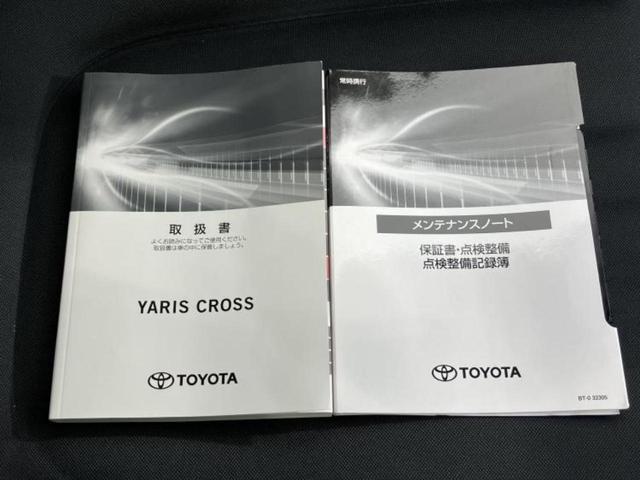 取扱書
よくお読みになってご使用ください。
取扱書は車の中に保管しましょう。
YARIS CROSS
TOYOTA
常時携行
メンテナンスノート
保証書・点検整備
点検整備記録簿
TOYOTA
BT-0 32305